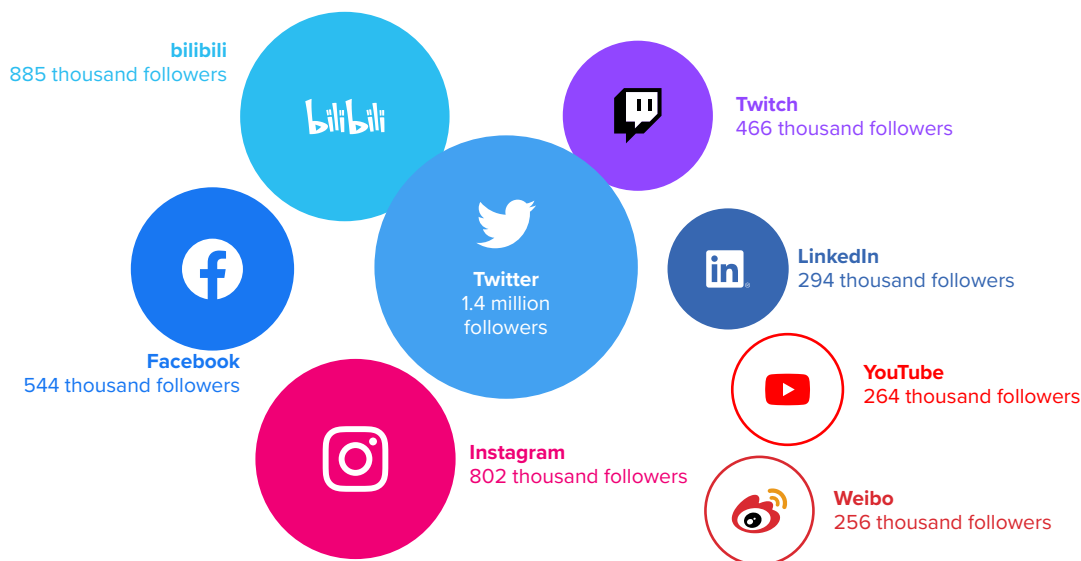 bilibili
885 thousand followers
bilibili
Twitch
466 thousand followers
Twitter
1.4 million
followers
in
LinkedIn
294 thousand followers
Facebook
544 thousand followers
YouTube
264 thousand followers
Instagram
802 thousand followers
Weibo
256 thousand followers